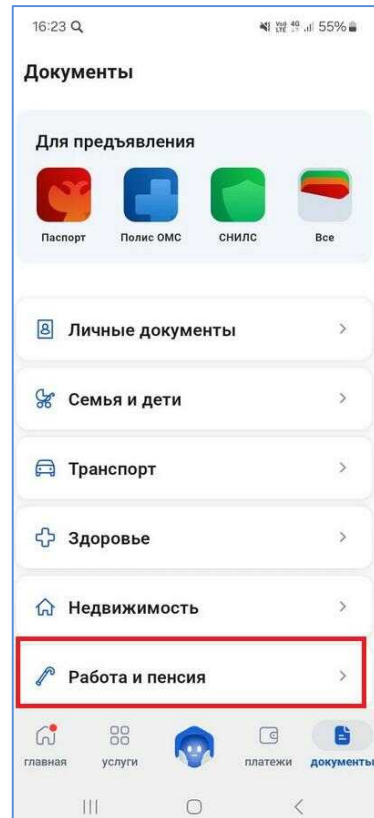 16:23 55%
Документы
Для предъявления
Паспорт Полис ОМС СНИЛС Все
Личные документы
Семья и дети
Транспорт
Здоровье
Недвижимость
Работа и пенсия
главная услуги платежи документы